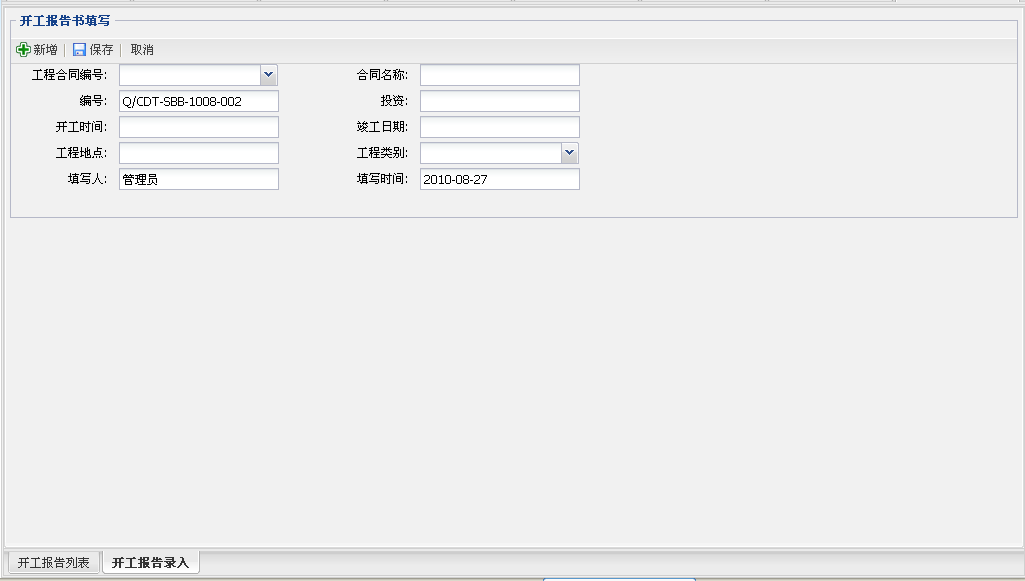 开工报告书填写
新增 保存 取消
工程合同编号: 合同名称:
编号: Q/CDT-SBB-1008-002 投资:
开工时间: 竣工日期:
工程地点: 工程类别:
填写人: 管理员 填写时间: 2010-08-27
开工报告列表 开工报告录入